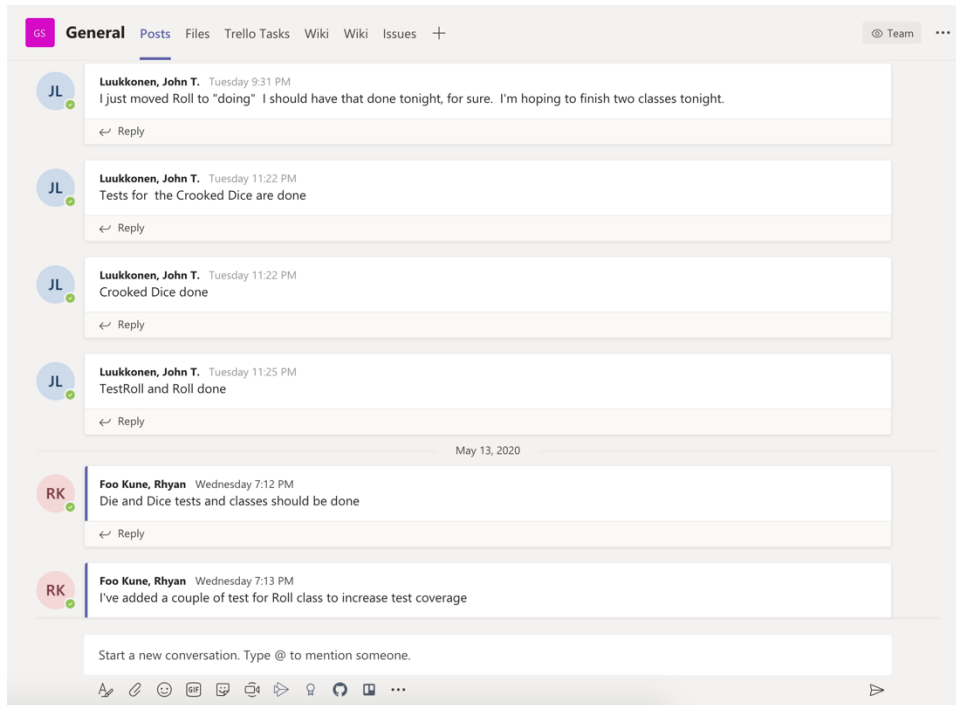 GS General Posts Files Trello Tasks Wiki Wiki Issues Team
JL
Luukkonen, John T. Tuesday 9:31 PM
I just moved Roll to "doing"  I should have that done tonight, for sure.  I'm hoping to finish two classes tonight.
Reply
JL
Luukkonen, John T. Tuesday 11:22 PM
Tests for  the Crooked Dice are done
Reply
JL
Luukkonen, John T. Tuesday 11:22 PM
Crooked Dice done
Reply
JL
Luukkonen, John T. Tuesday 11:25 PM
TestRoll and Roll done
Reply
May 13, 2020
RK
Foo Kune, Rhyan Wednesday 7:12 PM
Die and Dice tests and classes should be done
Reply
RK
Foo Kune, Rhyan Wednesday 7:13 PM
I've added a couple of test for Roll class to increase test coverage
Start a new conversation. Type @ to mention someone.
GIF